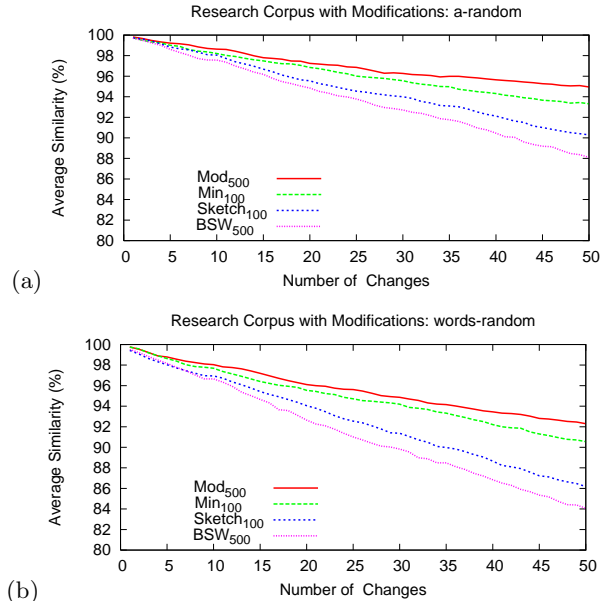 Research Corpus with Modifications: a-random
100
98
96
94
92
90
88
86
84
82
80
Average Similarity (%)
Mod500
Min100
Sketch100
BSW500
0 5 10 15 20 25 30 35 40 45 50
Number of Changes
(a)
Research Corpus with Modifications: words-random
100
98
96
94
92
90
88
86
84
82
80
Average Similarity (%)
Mod500
Min100
Sketch100
BSW500
0 5 10 15 20 25 30 35 40 45 50
Number of Changes
(b)